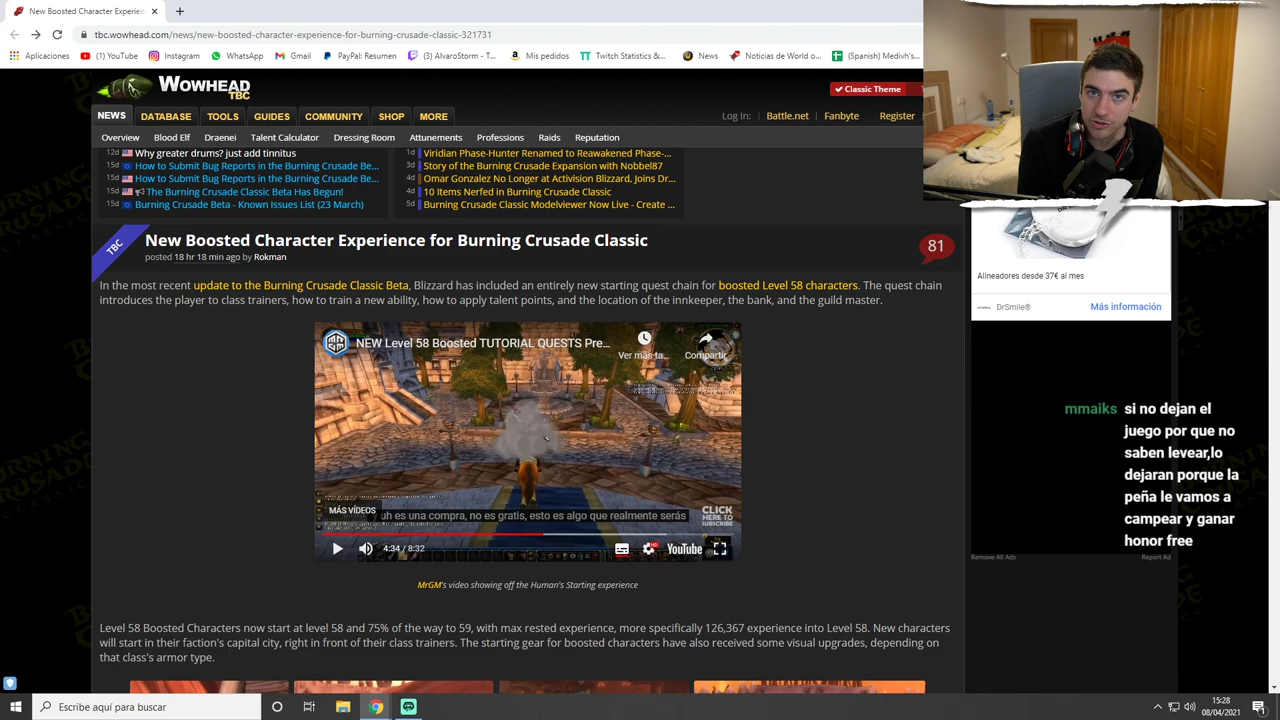 New Boosted Character Experien
tbc.wowhead.com/news/new-boosted-character-experience-for-burning-crusade-classic-321731
Aplicaciones (1) YouTube Instagram WhatsApp Gmail PayPal: Resumen (3) AlvaroStorm - T... Mis pedidos Twitch Statistics &... News Noticias de World o... (Spanish) Medivh's...
WOWHEAD
TBC
Classic Theme
NEWS DATABASE TOOLS GUIDES COMMUNITY SHOP MORE
Log In: Battle.net Fanbyte Register
Overview Blood Elf Draenei Talent Calculator Dressing Room Attunements Professions Raids Reputation
12d Why greater drums? just add tinnitus
15d How to Submit Bug Reports in the Burning Crusade Be...
15d How to Submit Bug Reports in the Burning Crusade Be...
15d The Burning Crusade Classic Beta Has Begun!
15d Burning Crusade Beta - Known Issues List (23 March)
1d Viridian Phase-Hunter Renamed to Reawakened Phase-...
3d Story of the Burning Crusade Expansion with Nobbel87
4d Omar Gonzalez No Longer at Activision Blizzard, Joins Dr...
4d 10 Items Nerfed in Burning Crusade Classic
5d Burning Crusade Classic Modelviewer Now Live - Create ...
TBC
New Boosted Character Experience for Burning Crusade Classic
81
posted 18 hr 18 min ago by Rokman
In the most recent update to the Burning Crusade Classic Beta, Blizzard has included an entirely new starting quest chain for boosted Level 58 characters. The quest chain
introduces the player to class trainers, how to train a new ability, how to apply talent points, and the location of the innkeeper, the bank, and the guild master.
NEW Level 58 Boosted TUTORIAL QUESTS Pre...
Ver más ta...
Compartir
MÁS VÍDEOS
uh es una compra, no es gratis, esto es algo que realmente serás
CLICK
HERE TO
SUBSCRIBE
4:34 / 8:32
HD
YouTube
MrGM's video showing off the Human's Starting experience
Level 58 Boosted Characters now start at level 58 and 75% of the way to 59, with max rested experience, more specifically 126,367 experience into Level 58. New characters
will start in their faction's capital city, right in front of their class trainers. The starting gear for boosted characters have also received some visual upgrades, depending on
that class's armor type.
Alineadores desde 37€ al mes
DrSmile®
Más información
mmaiks si no dejan el
juego por que no
saben levear,lo
dejaran porque la
peña le vamos a
campear y ganar
honor free
Remove All Ads
Report Ad
Escribe aquí para buscar
15:28
08/04/2021
1